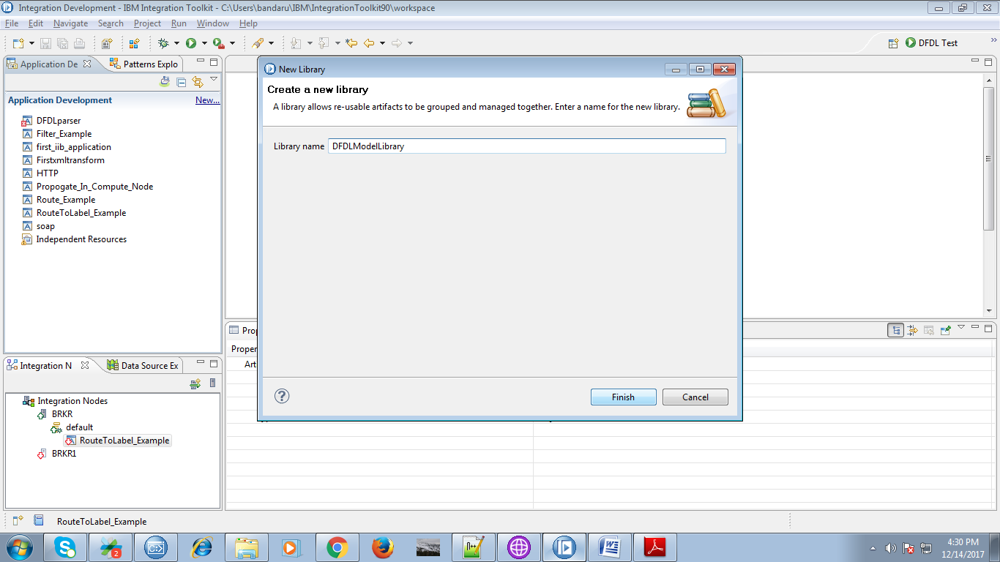 Integration Development - IBM Integration Toolkit - C:\Users\bandaru\IBM\IntegrationToolkit90\workspace
File Edit Navigate Search Project Run Window Help
DFDL Test
Application De
Patterns Explo
Application Development
New...
DFDLparser
Filter_Example
first_iib_application
Firstxmltransform
HTTP
Propogate_In_Compute_Node
Route_Example
RouteToLabel_Example
soap
Independent Resources
New Library
Create a new library
A library allows re-usable artifacts to be grouped and managed together. Enter a name for the new library.
Library name DFDLModelLibrary
Finish Cancel
Prop
Proper
Art
Integration N
Data Source Ex
Integration Nodes
BRKR
default
RouteToLabel_Example
BRKR1
RouteToLabel_Example
2
4:30 PM
12/14/2017